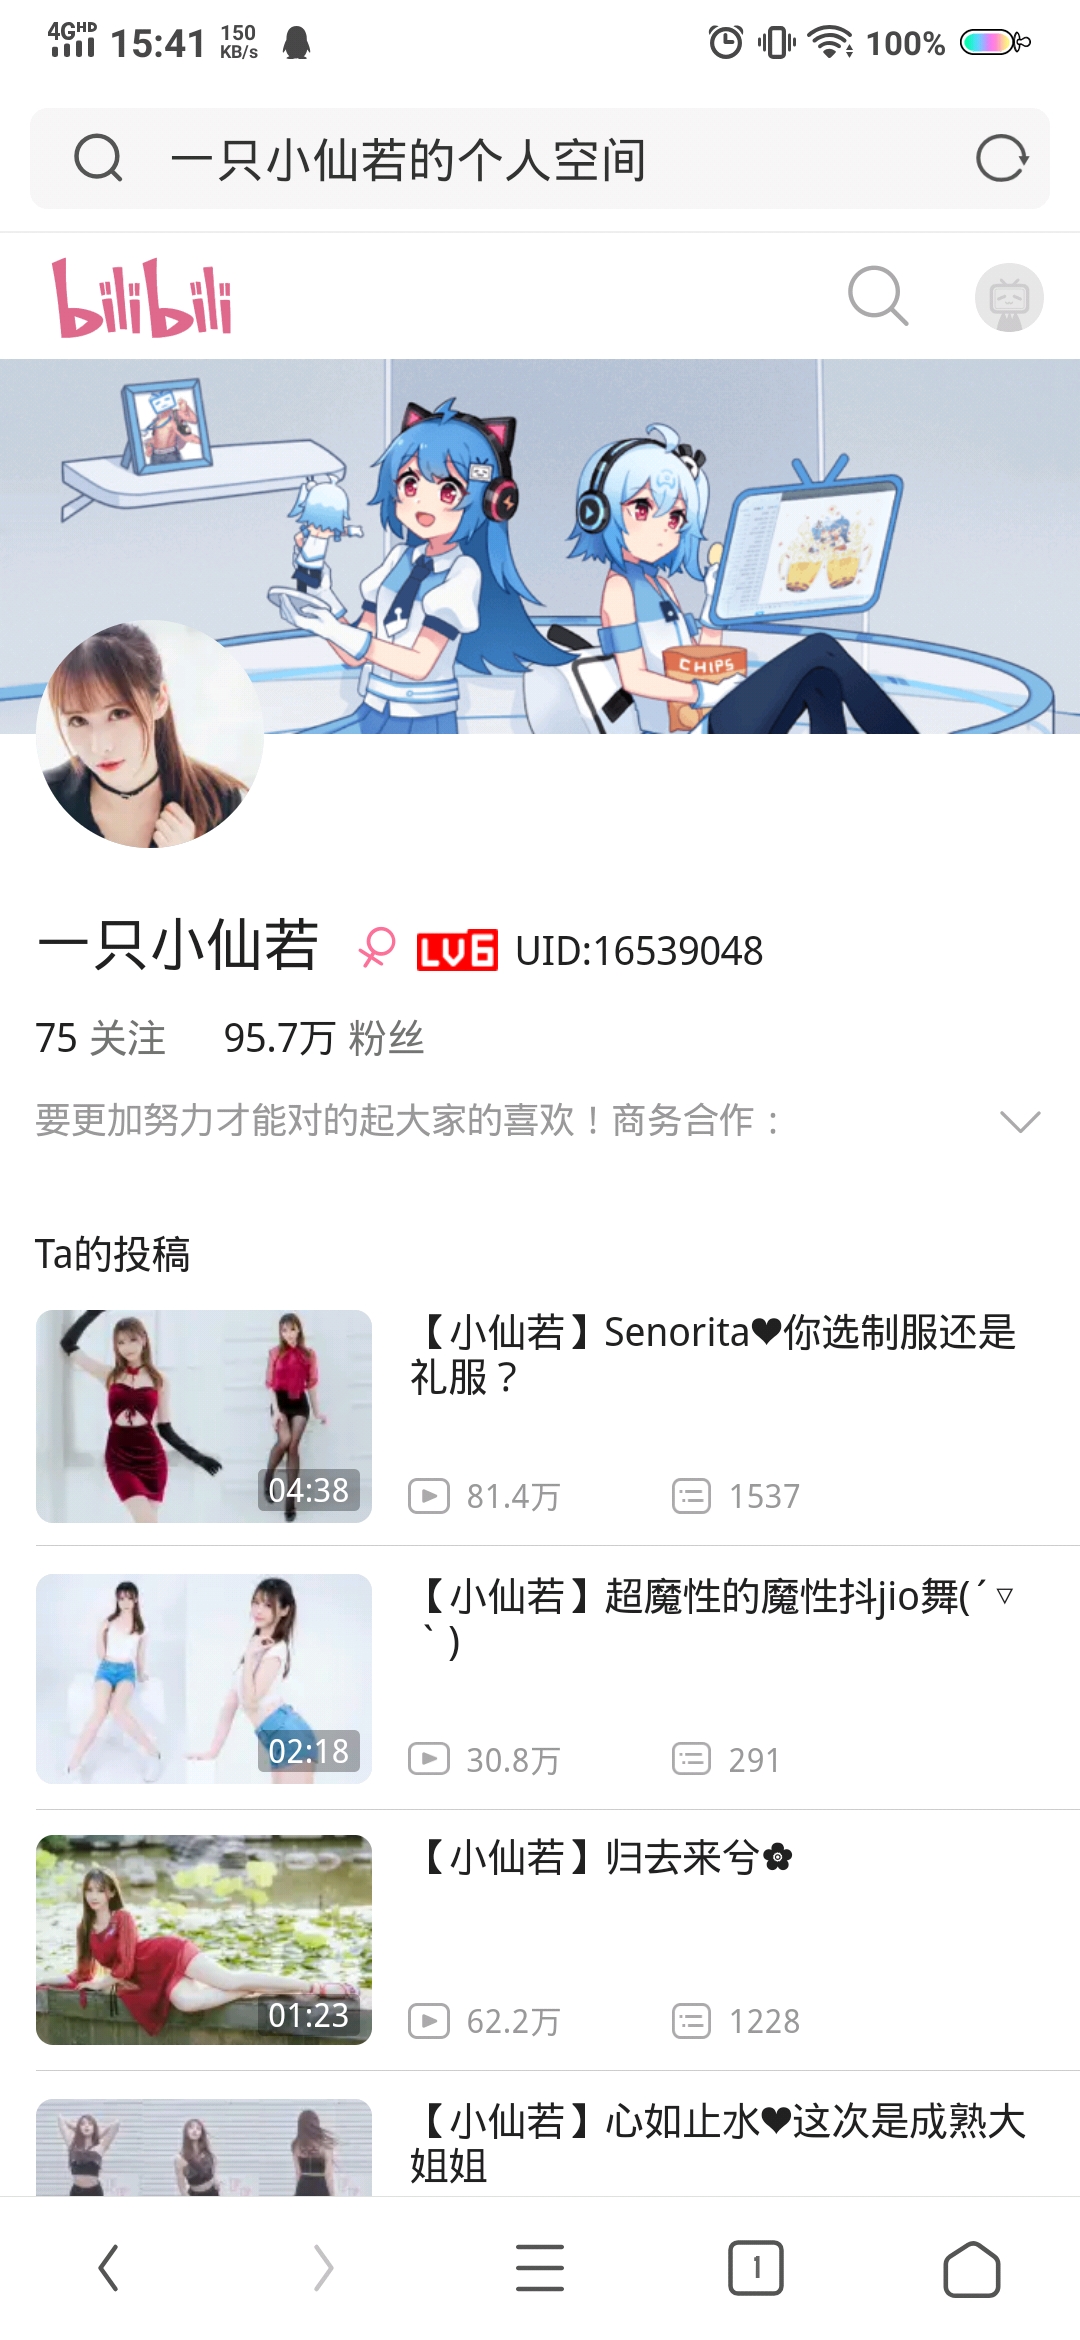 4GHD 15:41 150 KB/s 100%
一只小仙若的个人空间
bilibili
CHIPS
一只小仙若 LV6 UID:16539048
75 关注 95.7万 粉丝
要更加努力才能对的起大家的喜欢！商务合作：
Ta的投稿
【小仙若】Senorita❤你选制服还是
礼服？
04:38
81.4万 1537
【小仙若】超魔性的魔性抖jio舞(´▽
｀)
02:18
30.8万 291
【小仙若】归去来兮✿
01:23
62.2万 1228
【小仙若】心如止水❤这次是成熟大
姐姐
1